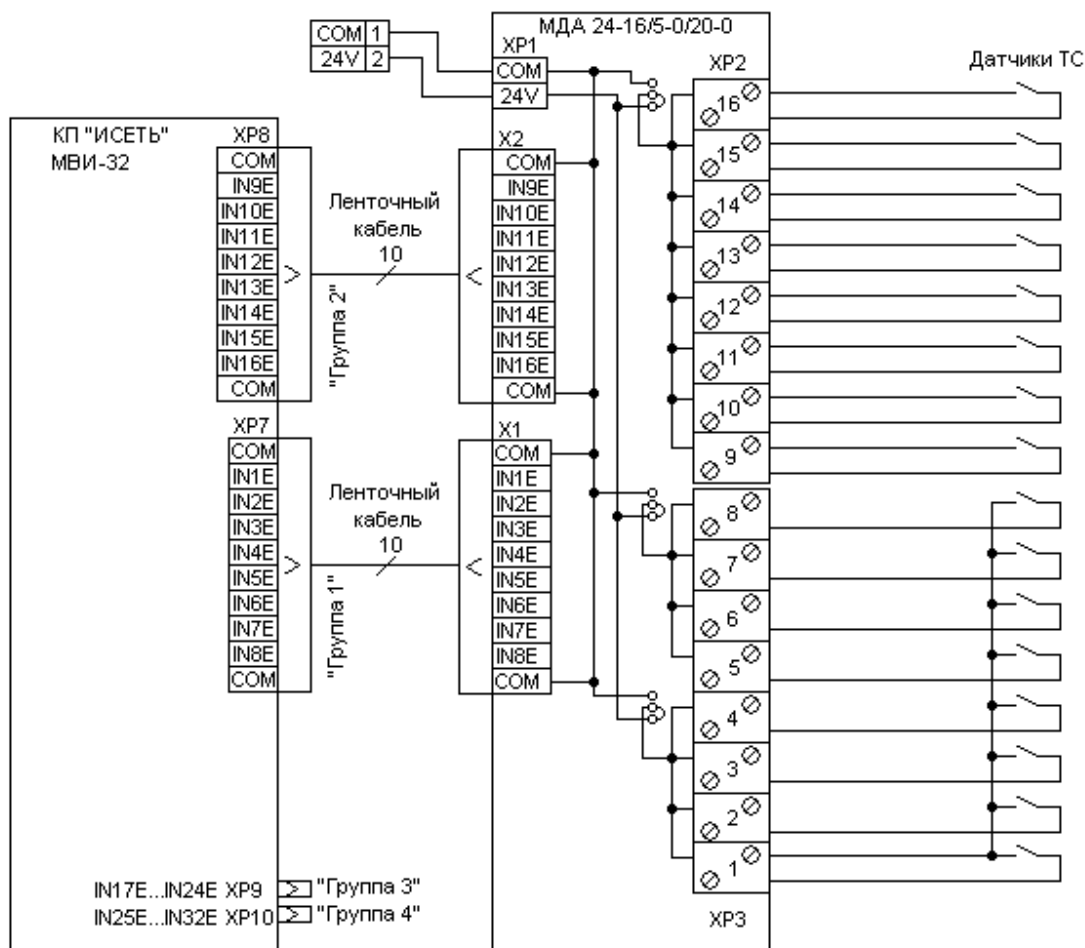 МДА 24-16/5-0/20-0
COM 1
24V 2
XP1
COM
24V
XP2
Датчики ТС
КП "ИСЕТЬ"
МВИ-32
XP8
COM
IN9E
IN10E
IN11E
IN12E
IN13E
IN14E
IN15E
IN16E
COM
"Группа 2"
Ленточный
кабель
10
X2
COM
IN9E
IN10E
IN11E
IN12E
IN13E
IN14E
IN15E
IN16E
COM
16
15
14
13
12
11
10
9
XP7
COM
IN1E
IN2E
IN3E
IN4E
IN5E
IN6E
IN7E
IN8E
COM
"Группа 1"
Ленточный
кабель
10
X1
COM
IN1E
IN2E
IN3E
IN4E
IN5E
IN6E
IN7E
IN8E
COM
8
7
6
5
4
3
2
1
XP3
IN17E...IN24E XP9 "Группа 3"
IN25E...IN32E XP10 "Группа 4"